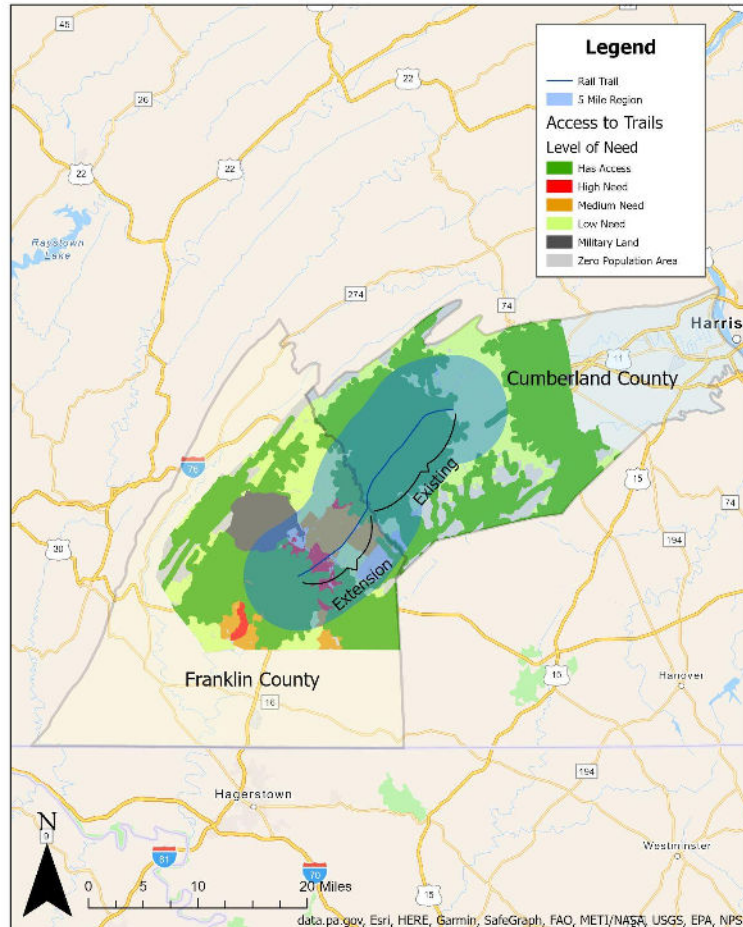 45
22
22
26
22
22
Raystown
Lake
274
74
Legend
Rail Trail
5 Mile Region
Access to Trails
Level of Need
Has Access
High Need
Medium Need
Low Need
Military Land
Zero Population Area
Harris
11
Cumberland County
76
15
74
Existing
30
194
Extension
Franklin County
15
Hanover
16
194
Hagerstown
N
9
Westminster
81
70
0 5 10 20 Miles
15
data.pa.gov, Esri, HERE, Garmin, SafeGraph, FAO, METI/NASA, USGS, EPA, NPS